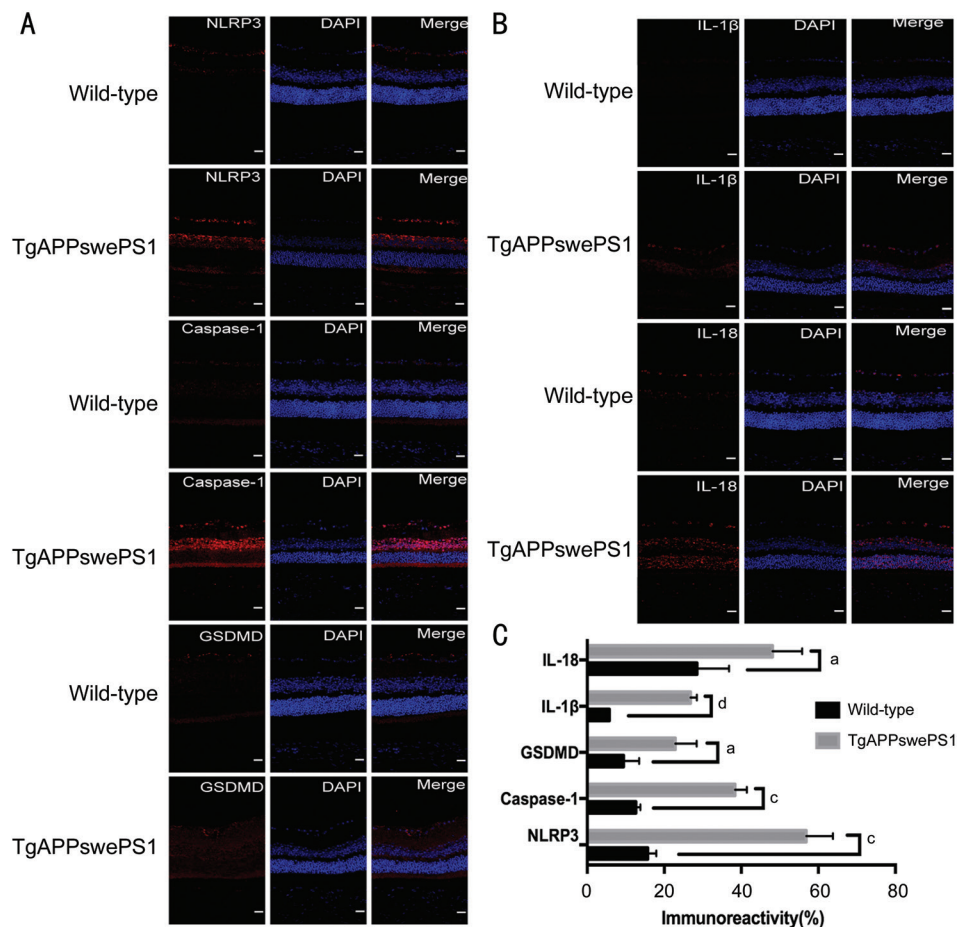 A
NLRP3 DAPI Merge
Wild-type
NLRP3 DAPI Merge
TgAPPswePS1
Caspase-1 DAPI Merge
Wild-type
Caspase-1 DAPI Merge
TgAPPswePS1
GSDMD DAPI Merge
Wild-type
GSDMD DAPI Merge
TgAPPswePS1
B
IL-1β DAPI Merge
Wild-type
IL-1β DAPI Merge
TgAPPswePS1
IL-18 DAPI Merge
Wild-type
IL-18 DAPI Merge
TgAPPswePS1
C
IL-18
a
IL-1β
d
GSDMD
a
Caspase-1
c
NLRP3
c
Wild-type
TgAPPswePS1
0 20 40 60 80
Immunoreactivity(%)